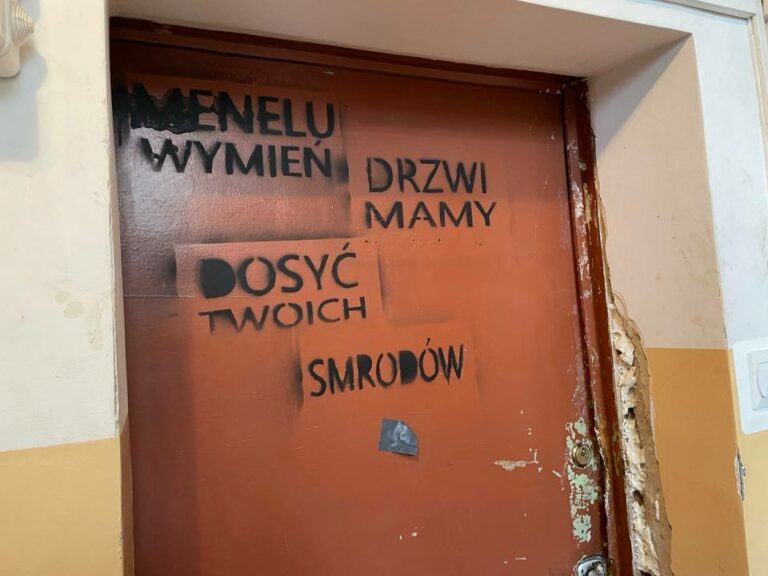 MENELU
WYMIEŃ
DRZWI
MAMY
DOSYĆ
TWOICH
SMRODÓW